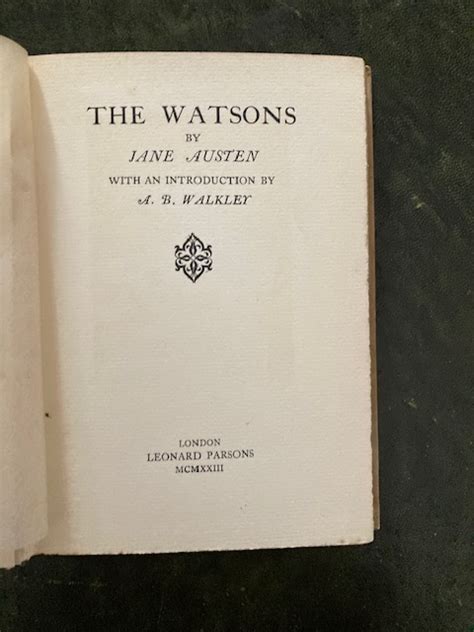 THE WATSONS
BY
JANE AUSTEN
WITH AN INTRODUCTION BY
A. B. WALKLEY
LONDON
LEONARD PARSONS
MCMXXIII